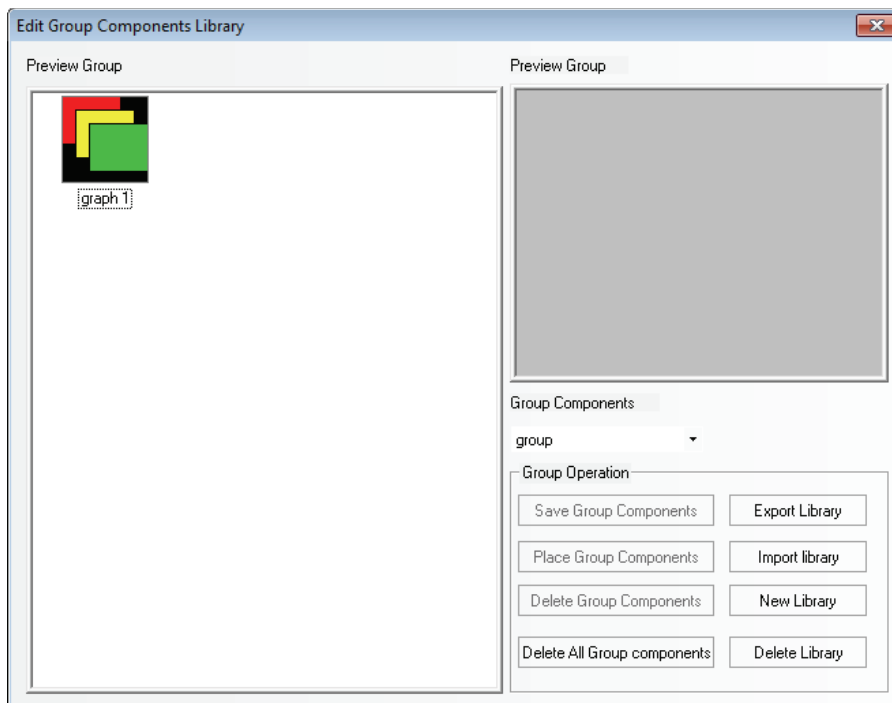 Edit Group Components Library
Preview Group
graph 1
Preview Group
Group Components
group
Group Operation
Save Group Components
Export Library
Place Group Components
Import library
Delete Group Components
New Library
Delete All Group components
Delete Library